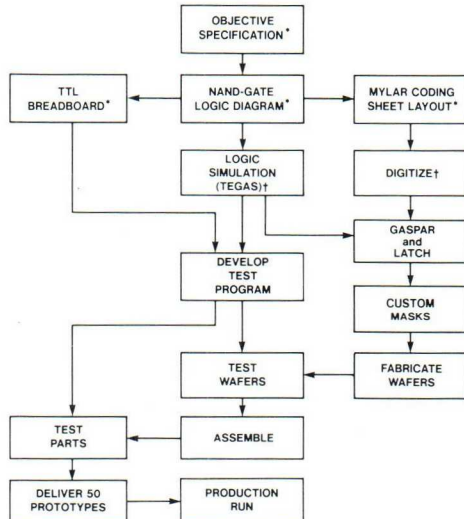 OBJECTIVE
SPECIFICATION*
TTL
BREADBOARD*
NAND-GATE
LOGIC DIAGRAM*
MYLAR CODING
SHEET LAYOUT*
LOGIC
SIMULATION
(TEGAS)†
DIGITIZE†
GASPAR
and
LATCH
DEVELOP
TEST
PROGRAM
CUSTOM
MASKS
TEST
WAFERS
FABRICATE
WAFERS
TEST
PARTS
ASSEMBLE
DELIVER 50
PROTOTYPES
PRODUCTION
RUN